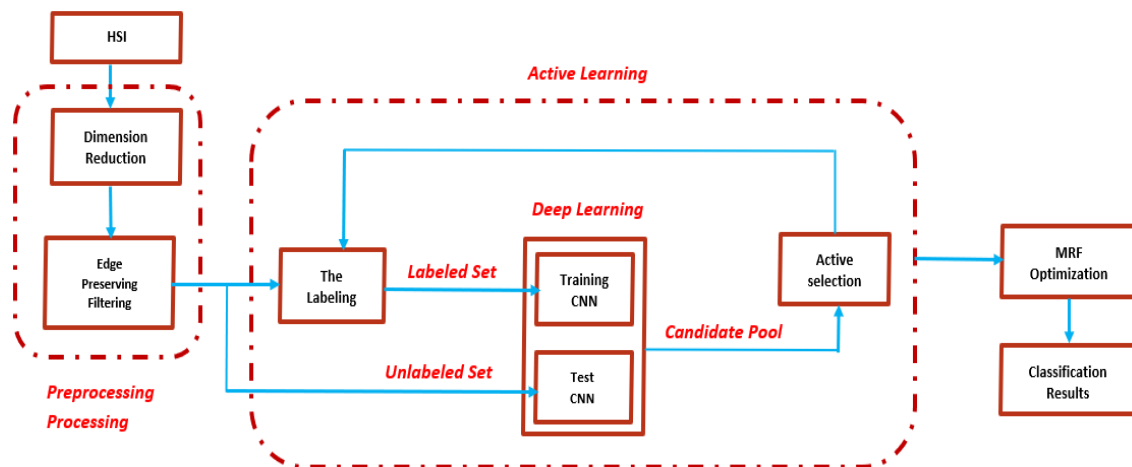 HSI
Active Learning
Dimension
Reduction
Deep Learning
Edge
Preserving
Filtering
The
Labeling
Labeled Set
Training
CNN
Active
selection
MRF
Optimization
Candidate Pool
Unlabeled Set
Test
CNN
Classification
Results
Preprocessing
Processing